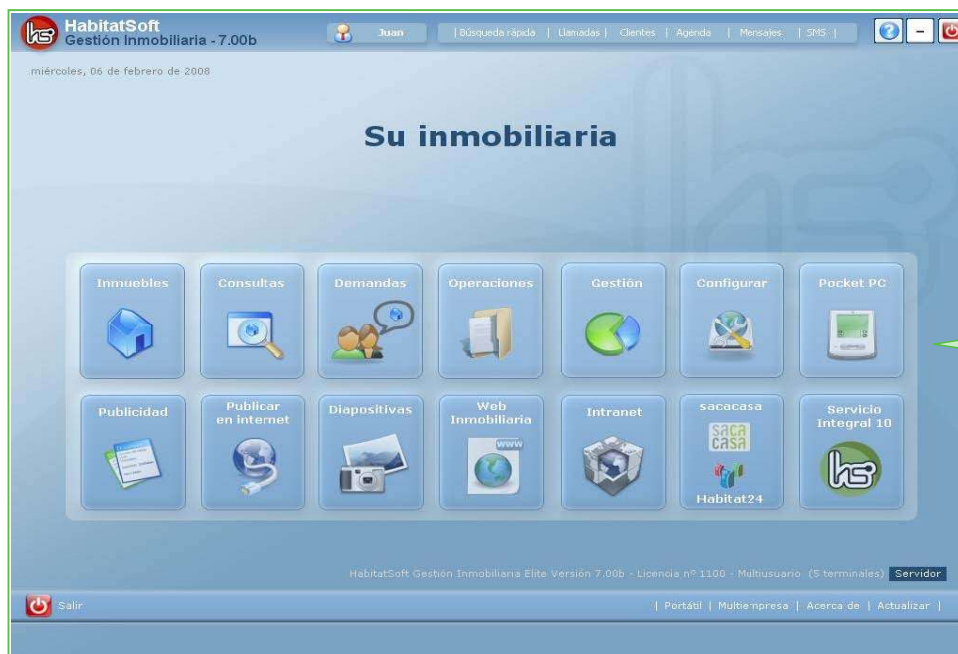 HabitatSoft
Gestión Inmobiliaria - 7.00b
Juan
| Búsqueda rápida | Llamadas | Clientes | Agenda | Mensajes | SMS |
miércoles, 06 de febrero de 2008
Su inmobiliaria
Inmuebles
Consultas
Demandas
Operaciones
Gestión
Configurar
Pocket PC
Publicidad
Publicar
en internet
Diapositivas
Web
Inmobiliaria
www
Intranet
sacacasa
saca
casa
Habitat24
Servicio
Integral 10
hs
HabitatSoft Gestión Inmobiliaria Elite Versión 7.00b - Licencia nº 1100 - Multiusuario (5 terminales) Servidor
Salir
| Portátil | Multiempresa | Acerca de | Actualizar |